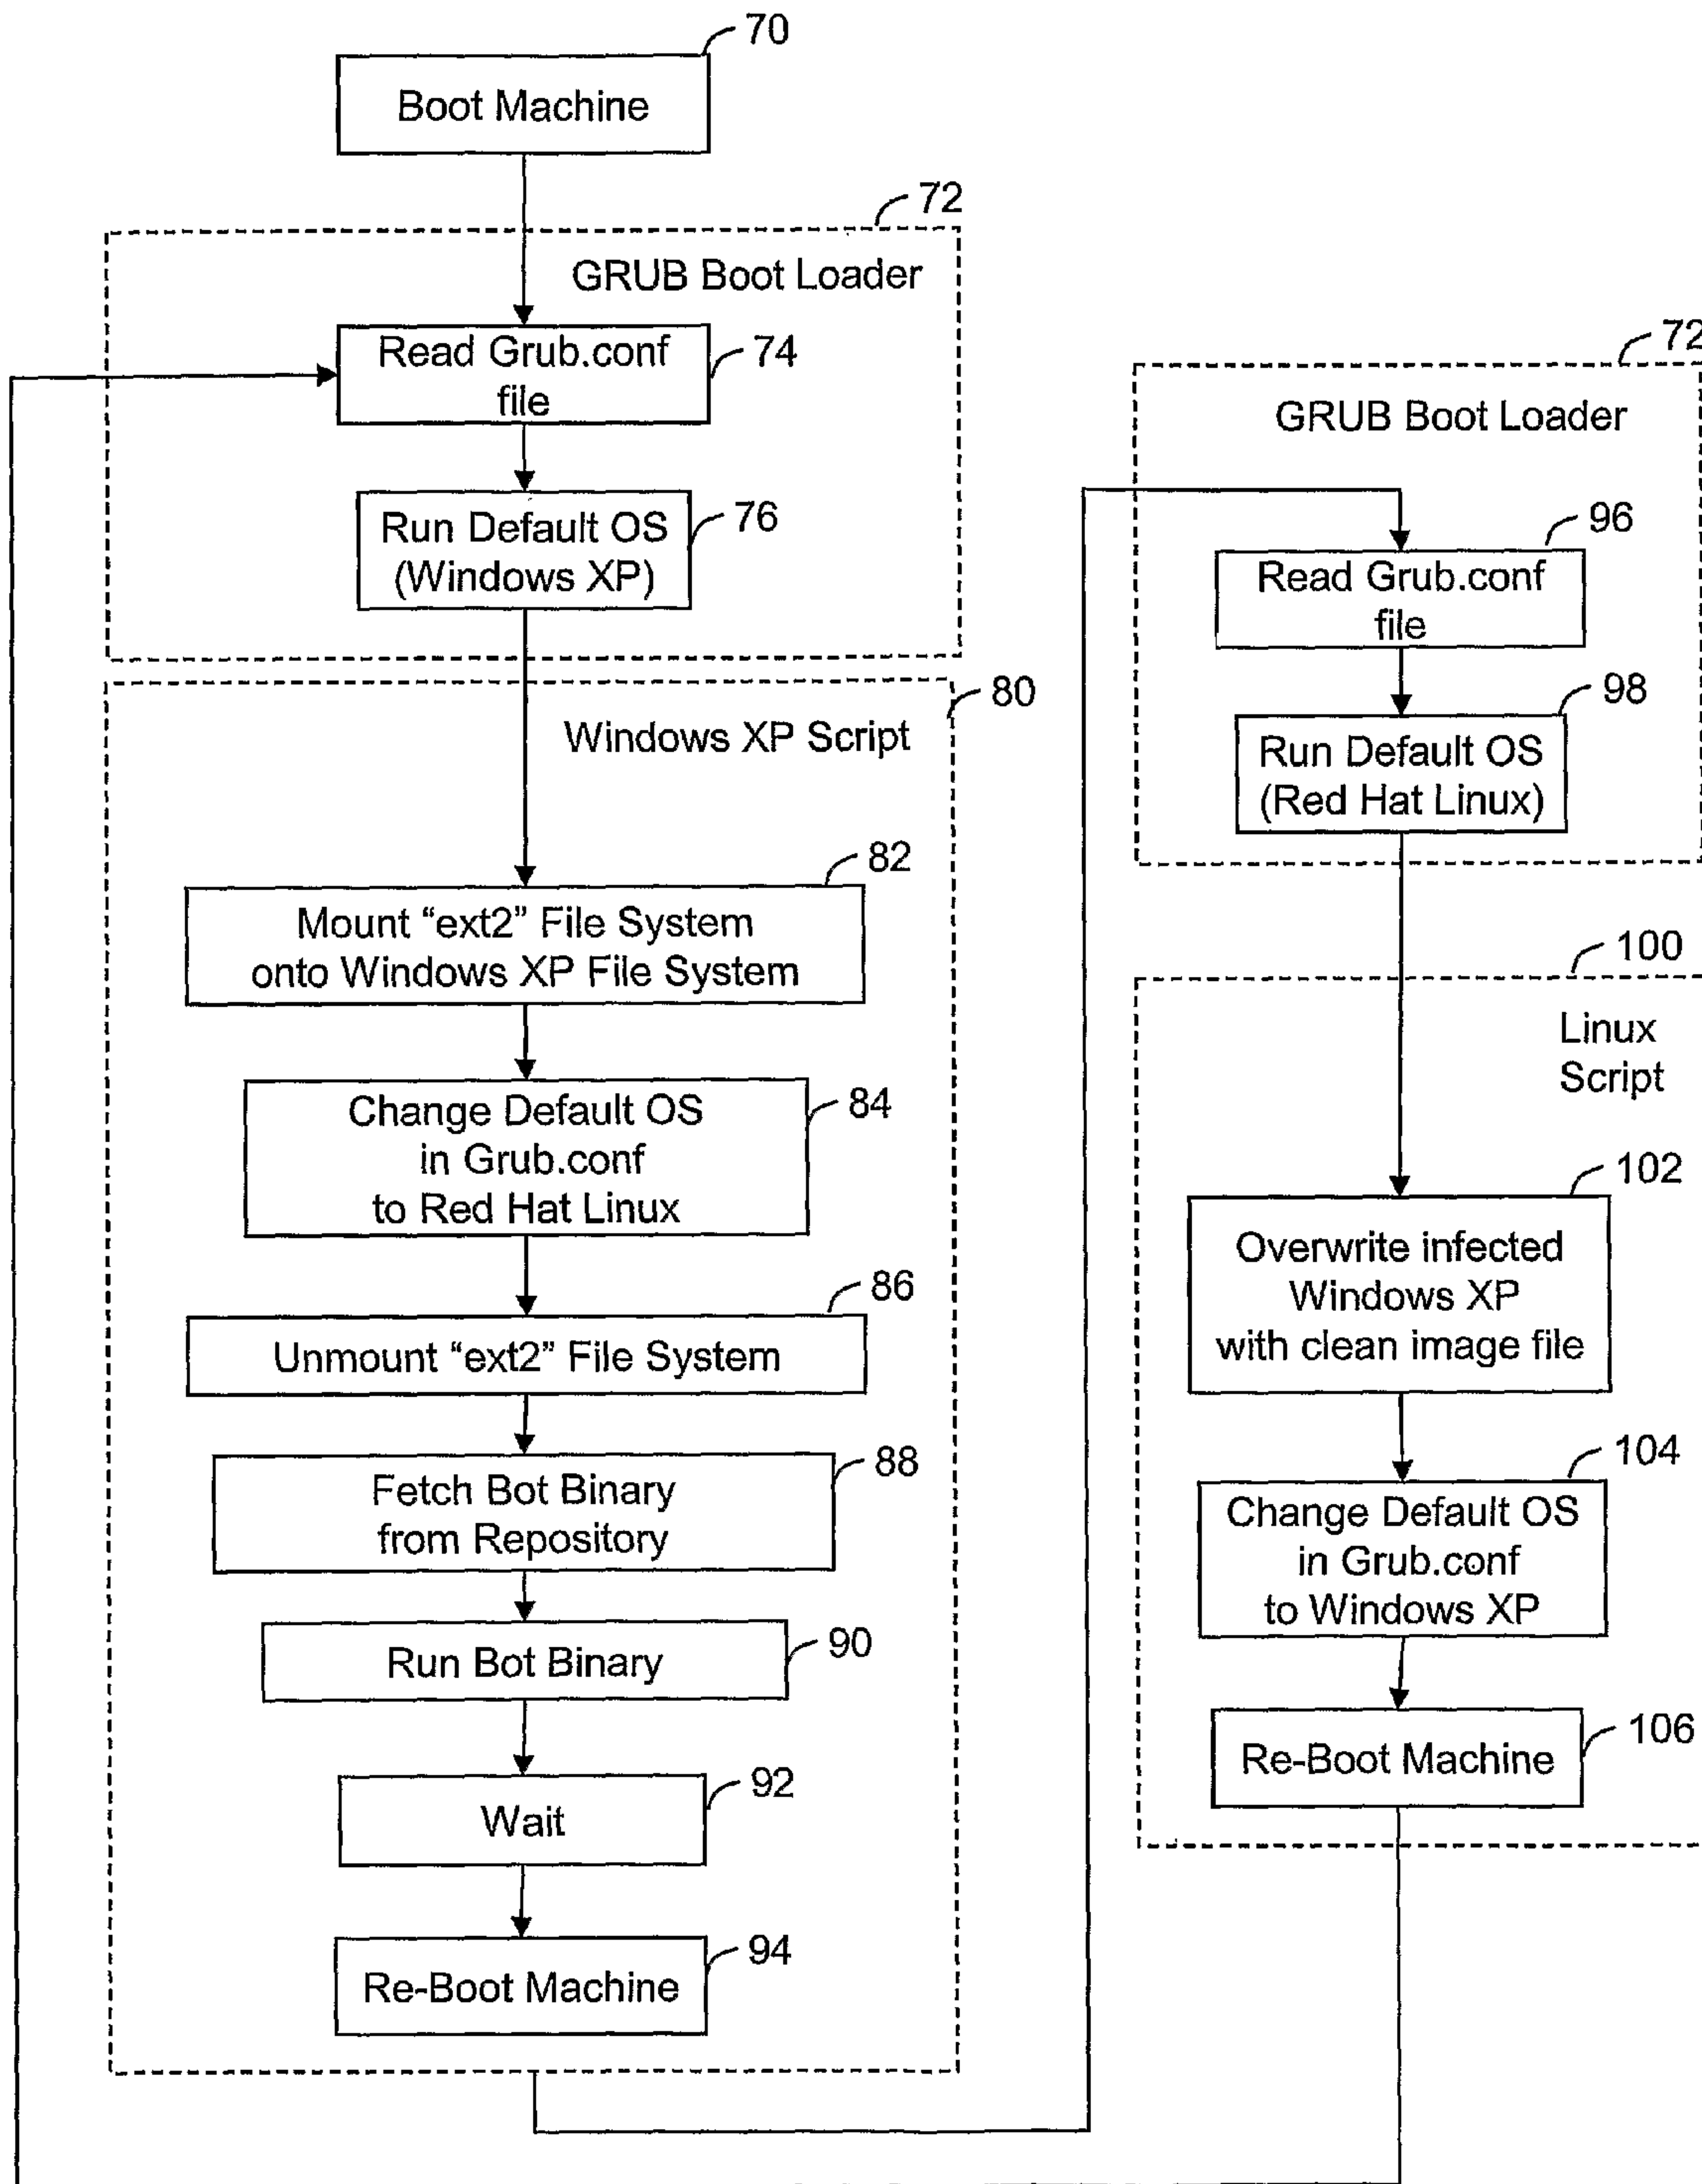 70
Boot Machine
72
GRUB Boot Loader
Read Grub.conf
file
74
Run Default OS
(Windows XP)
76
80
Windows XP Script
82
Mount “ext2” File System
onto Windows XP File System
Change Default OS
in Grub.conf
to Red Hat Linux
84
86
Unmount “ext2” File System
88
Fetch Bot Binary
from Repository
Run Bot Binary
90
92
Wait
94
Re-Boot Machine
72
GRUB Boot Loader
96
Read Grub.conf
file
98
Run Default OS
(Red Hat Linux)
100
Linux
Script
102
Overwrite infected
Windows XP
with clean image file
104
Change Default OS
in Grub.conf
to Windows XP
106
Re-Boot Machine